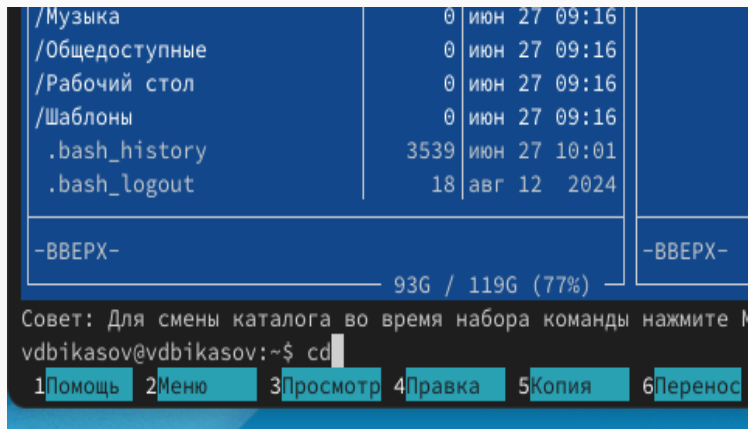 /Музыка 0 июн 27 09:16
/Общедоступные 0 июн 27 09:16
/Рабочий стол 0 июн 27 09:16
/Шаблоны 0 июн 27 09:16
.bash_history 3539 июн 27 10:01
.bash_logout 18 авг 12 2024
-ВВЕРХ- -ВВЕРХ-
93G / 119G (77%)
Совет: Для смены каталога во время набора команды нажмите
vdbikasov@vdbikasov:~$ cd
1Помощь 2Меню 3Просмотр 4Правка 5Копия 6Перенос